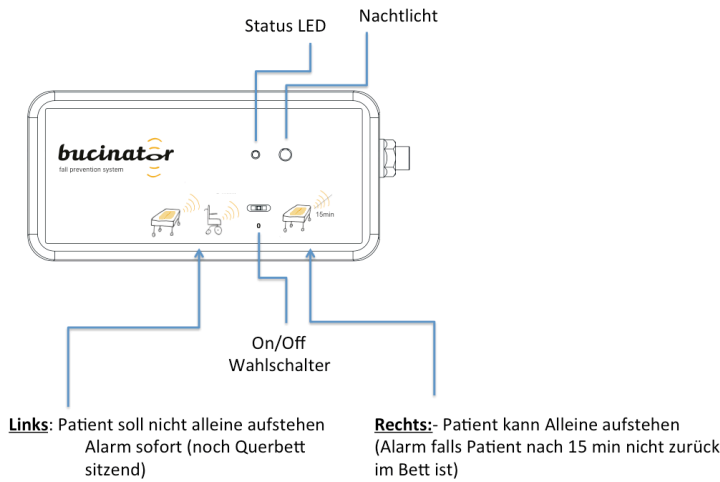 Status LED
Nachtlicht
bucinator
fall prevention system
15min
0
On/Off
Wahlschalter
Links: Patient soll nicht alleine aufstehen
Alarm sofort (noch Querbett
sitzend)
Rechts:- Patient kann Alleine aufstehen
(Alarm falls Patient nach 15 min nicht zurück
im Bett ist)